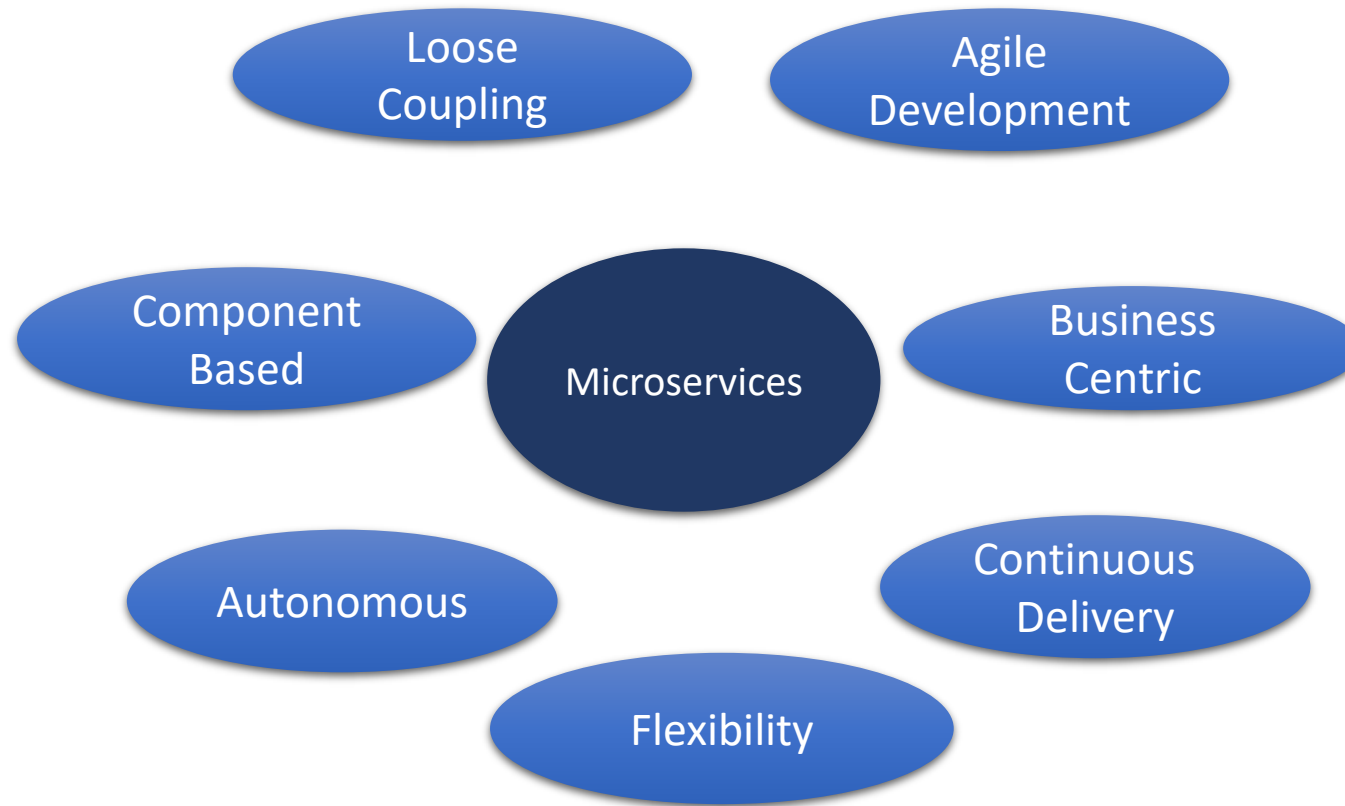 Loose
Coupling
Agile
Development
Component
Based
Microservices
Business
Centric
Autonomous
Continuous
Delivery
Flexibility